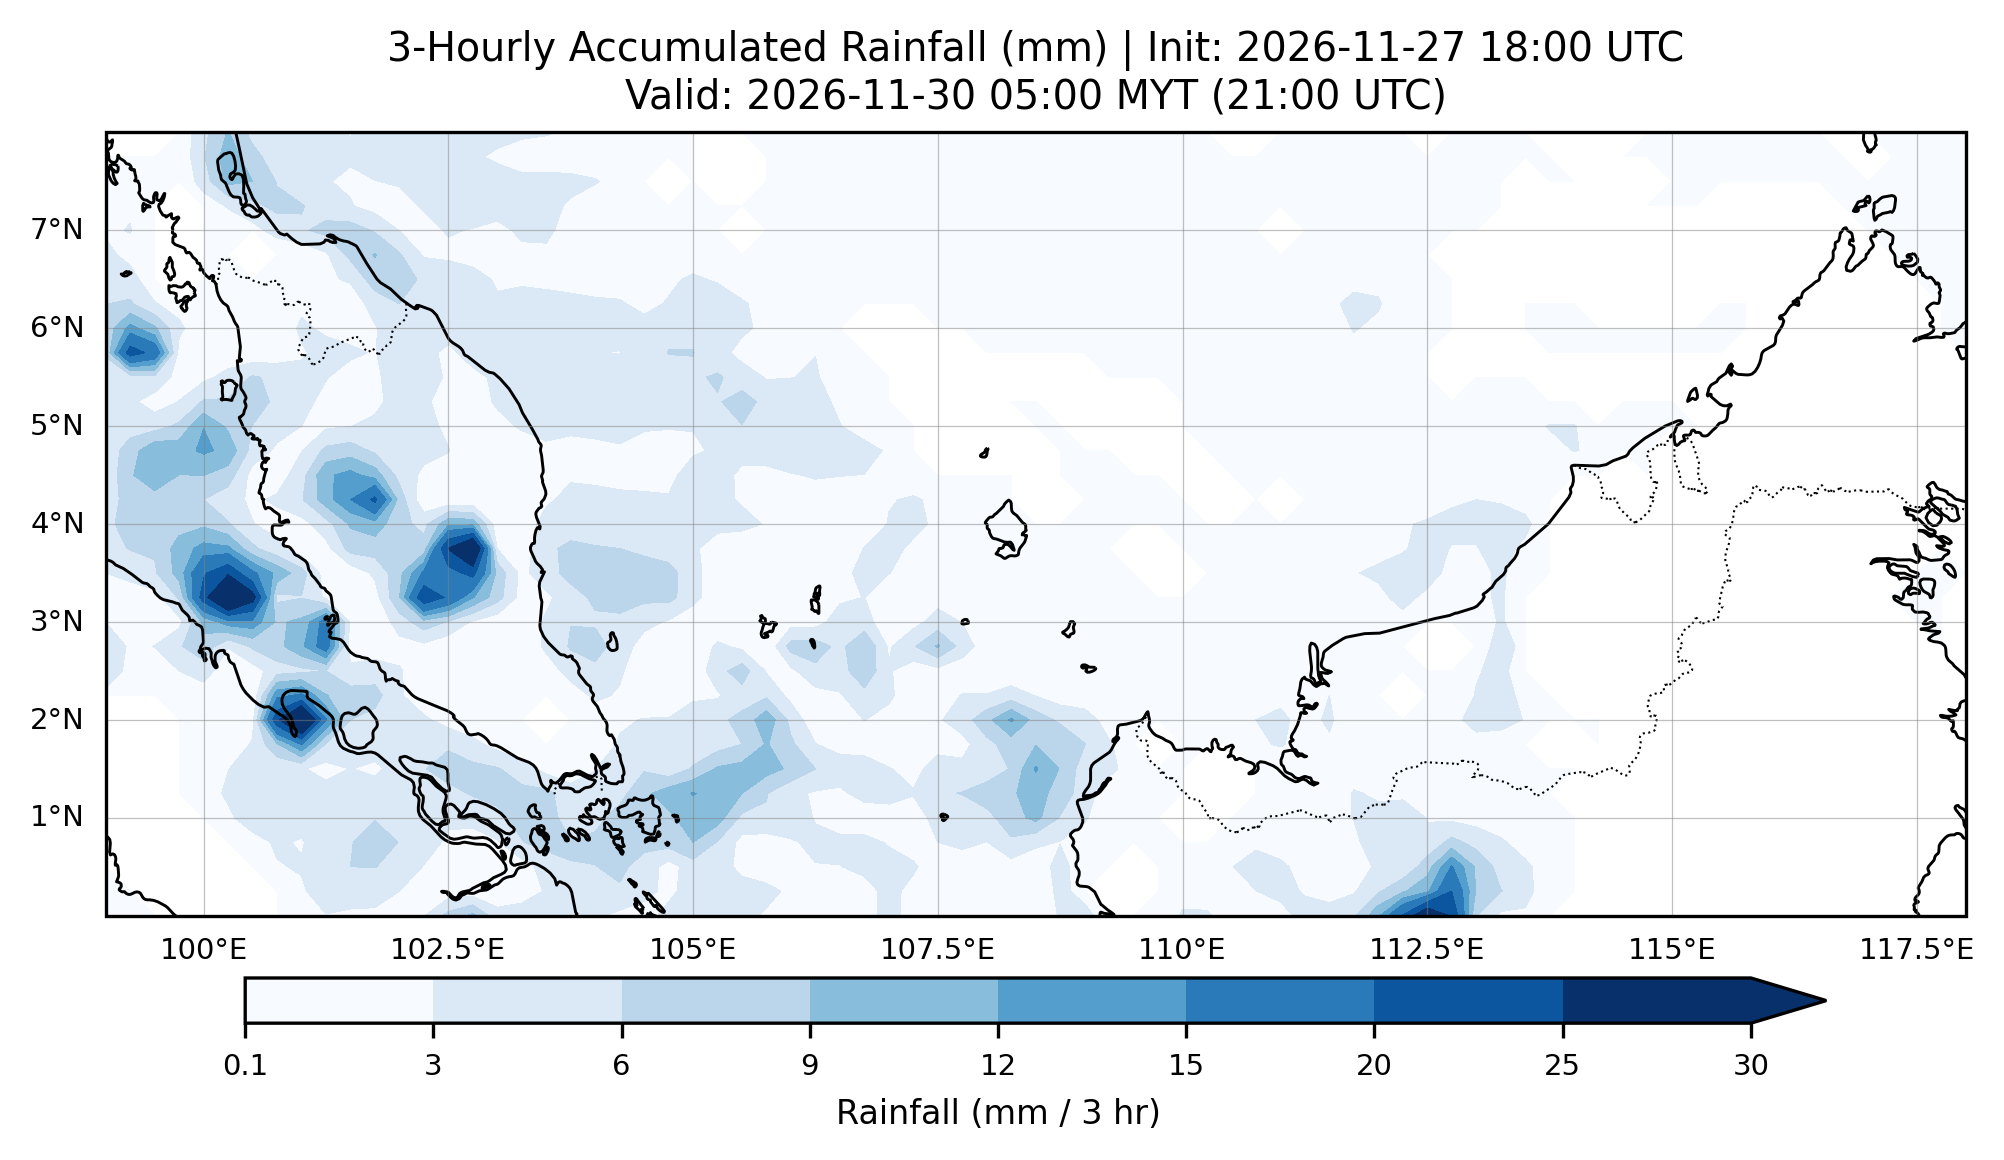 3-Hourly Accumulated Rainfall (mm) | Init: 2026-11-27 18:00 UTC
Valid: 2026-11-30 05:00 MYT (21:00 UTC)
7°N
6°N
5°N
4°N
3°N
2°N
1°N
100°E 102.5°E 105°E 107.5°E 110°E 112.5°E 115°E 117.5°E
0.1 3 6 9 12 15 20 25 30
Rainfall (mm / 3 hr)